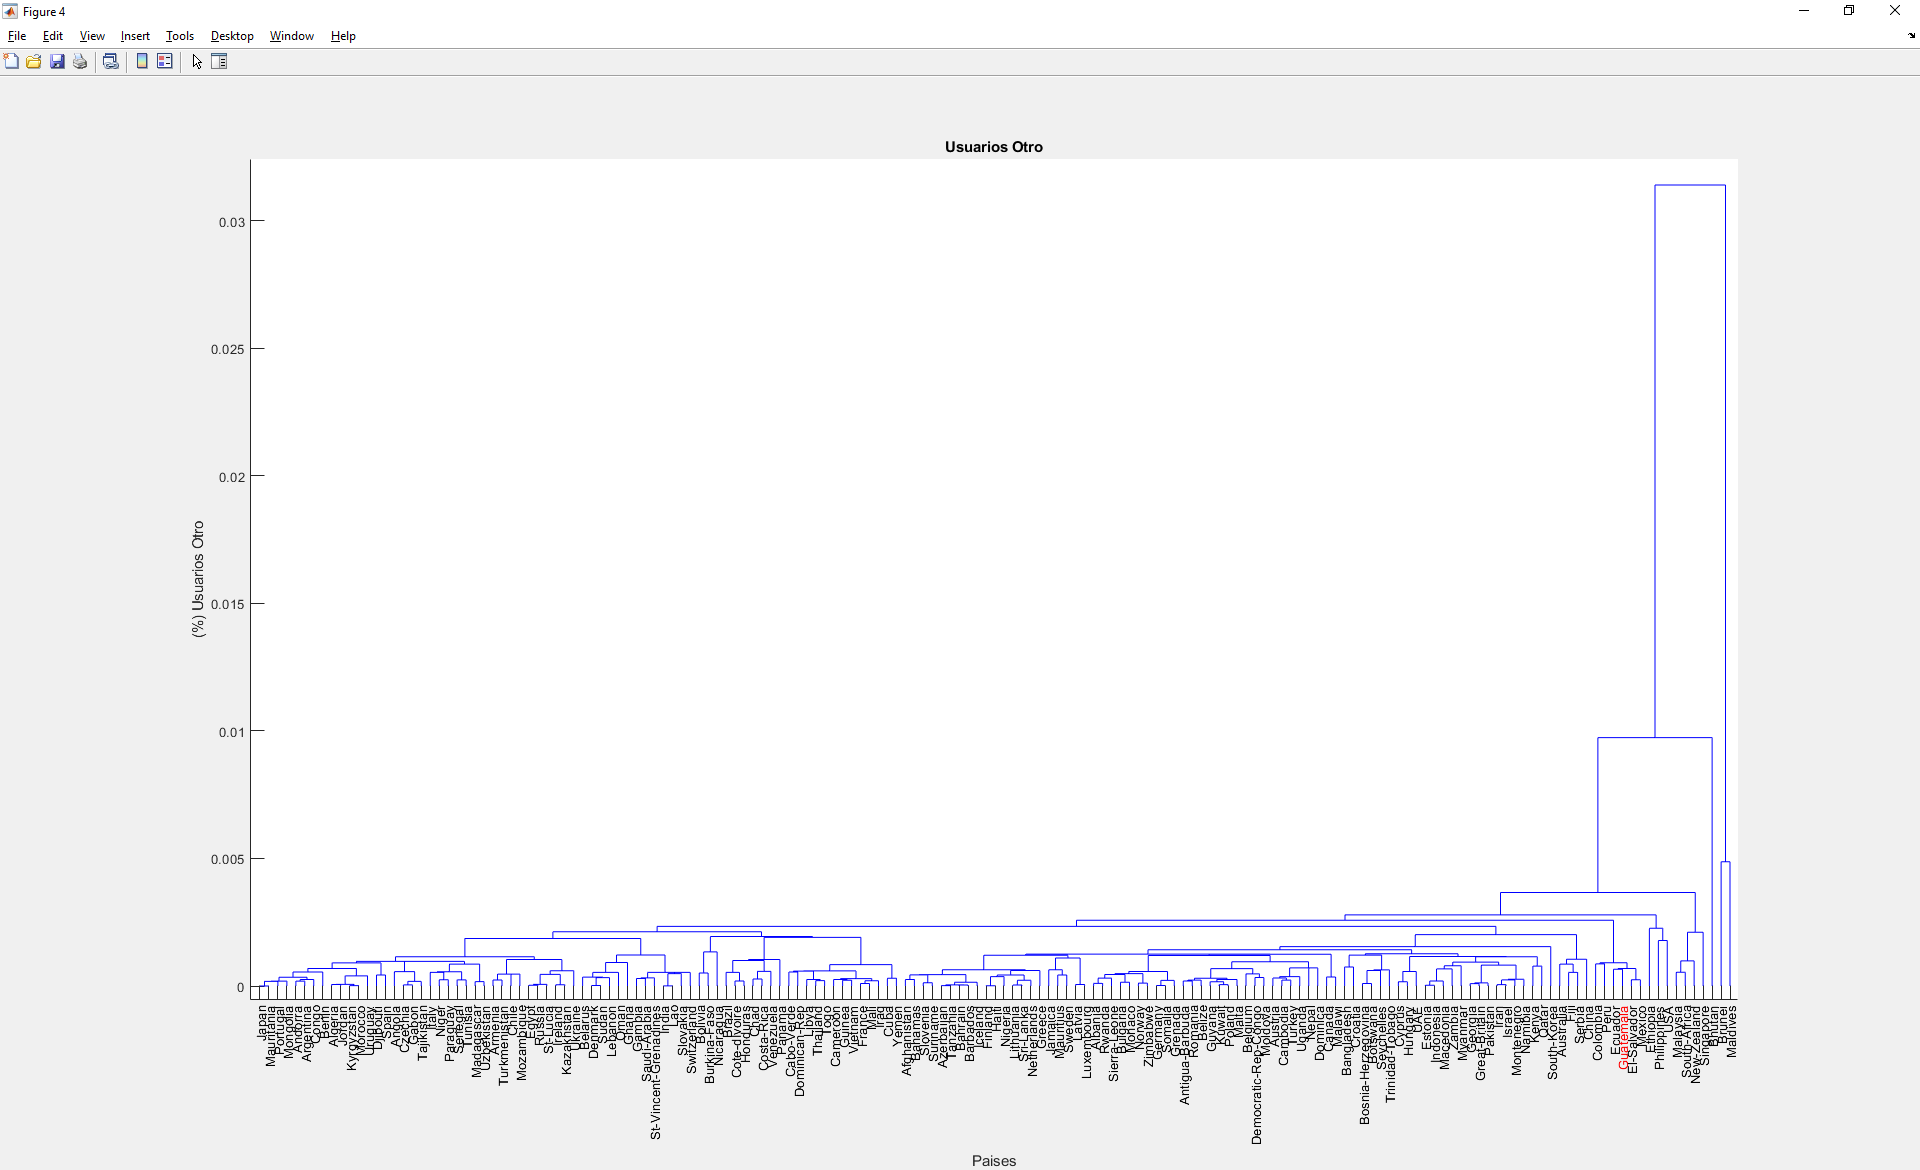 Figure 4
File Edit View Insert Tools Desktop Window Help
Usuarios Otro
0.03
0.025
0.02
0.015
0.01
0.005
0
(%) Usuarios Otro
Japan
Mauritania
Portugal
Mongolia
Andorra
Argentina
Congo
Benin
Algeria
Jordan
Kyrgyzstan
Morocco
Uruguay
Djibouti
Spain
Angola
Czechia
Gabon
Tajikistan
Italy
Niger
Paraguay
Senegal
Tunisia
Madagascar
Uzbekistan
Armenia
Turkmenistan
Chile
Mozambique
Egypt
Russia
St-Lucia
Ireland
Kazakhstan
Ukraine
Belarus
Denmark
Sudan
Lebanon
Oman
Ghana
Gambia
Saudi-Arabia
St-Vincent-Grenadines
India
Lao
Slovakia
Switzerland
Bolivia
Burkina-Faso
Nicaragua
Brazil
Cote-dIvoire
Honduras
Chad
Costa-Rica
Venezuela
Panama
Cabo-Verde
Dominican-Rep
Libya
Thailand
Togo
Cameroon
Guinea
Vietnam
France
Mali
Iraq
Cuba
Yemen
Afghanistan
Bahamas
Slovenia
Suriname
Azerbaijan
Tanzania
Bahrain
Barbados
Iceland
Finland
Haiti
Nigeria
Lithuania
Sri-Lanka
Netherlands
Greece
Jamaica
Mauritius
Sweden
Latvia
Luxembourg
Albania
Rwanda
Sierra-Leone
Bulgaria
Monaco
Norway
Zimbabwe
Germany
Somalia
Grenada
Antigua-Barbuda
Romania
Belize
Guyana
Kuwait
Poland
Malta
Belgium
Democratic-Rep-Congo
Moldova
Austria
Cambodia
Turkey
Uganda
Nepal
Dominica
Canada
Malawi
Bangladesh
Croatia
Bosnia-Herzegovina
Botswana
Seychelles
Trinidad-Tobago
Cyprus
Hungary
UAE
Estonia
Indonesia
Macedonia
Zambia
Myanmar
Georgia
Great-Britain
Pakistan
Iran
Israel
Montenegro
Namibia
Kenya
Qatar
South-Korea
Australia
Fiji
Serbia
China
Colombia
Peru
Ecuador
Guatemala
El-Salvador
Mexico
Ethiopia
Philippines
USA
Malaysia
South-Africa
New-Zealand
Singapore
Bhutan
Brunei
Maldives
Paises